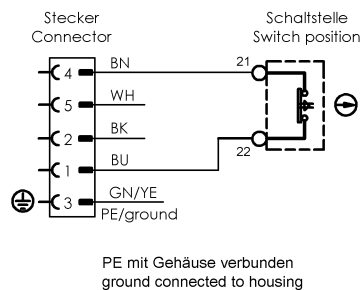 Stecker
Connector
Schaltstelle
Switch position
4 BN 21
5 WH
2 BK
1 BU 22
3 GN/YE
PE/ground
PE mit Gehäuse verbunden
ground connected to housing